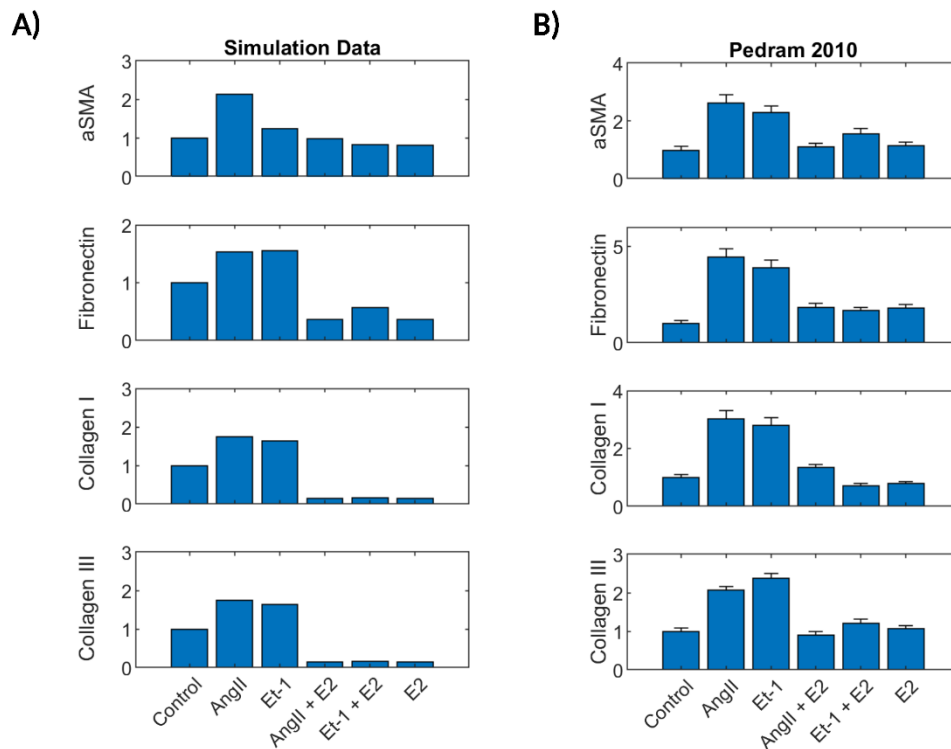 A)
Simulation Data
3
2
1
0
aSMA
2
1
0
Fibronectin
3
2
1
0
Collagen I
3
2
1
0
Collagen III
Control
AngII
Et-1
AngII + E2
Et-1 + E2
E2
B)
Pedram 2010
4
2
0
aSMA
5
0
Fibronectin
4
2
0
Collagen I
3
2
1
0
Collagen III
Control
AngII
Et-1
AngII + E2
Et-1 + E2
E2